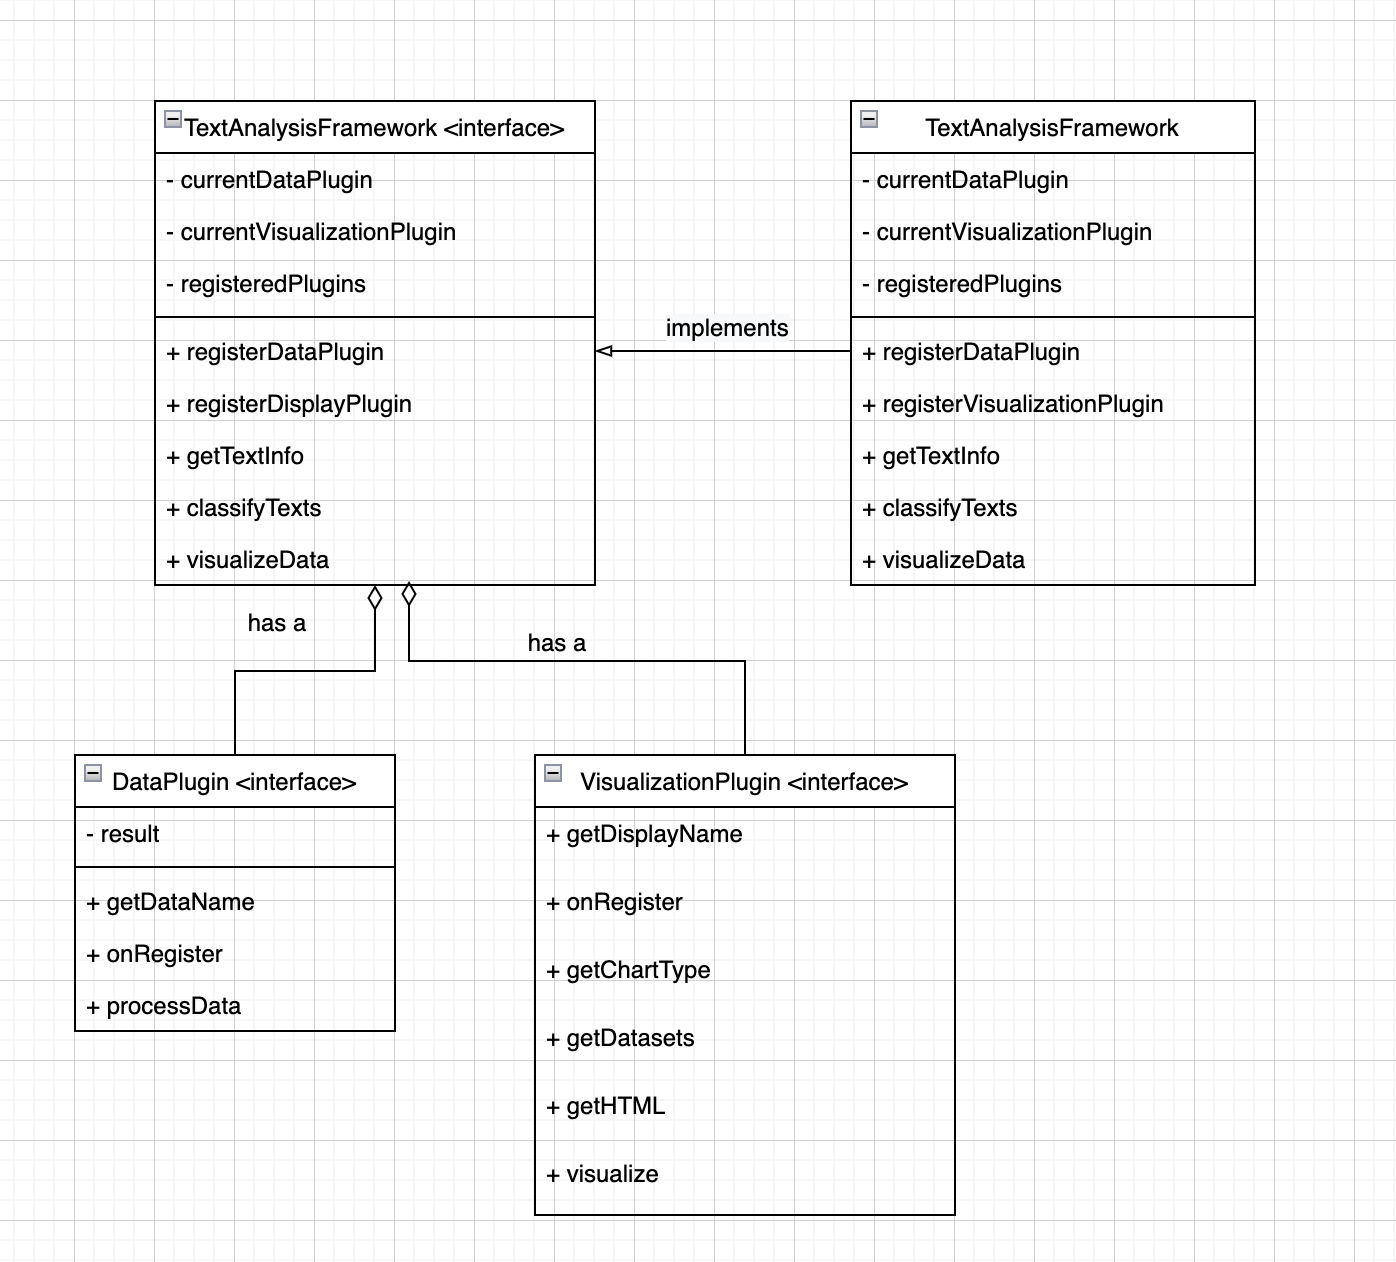 TextAnalysisFramework <interface>
- currentDataPlugin
- currentVisualizationPlugin
- registeredPlugins
+ registerDataPlugin
+ registerDisplayPlugin
+ getTextInfo
+ classifyTexts
+ visualizeData
implements
TextAnalysisFramework
- currentDataPlugin
- currentVisualizationPlugin
- registeredPlugins
+ registerDataPlugin
+ registerVisualizationPlugin
+ getTextInfo
+ classifyTexts
+ visualizeData
has a
has a
DataPlugin <interface>
- result
+ getDataName
+ onRegister
+ processData
VisualizationPlugin <interface>
+ getDisplayName
+ onRegister
+ getChartType
+ getDatasets
+ getHTML
+ visualize